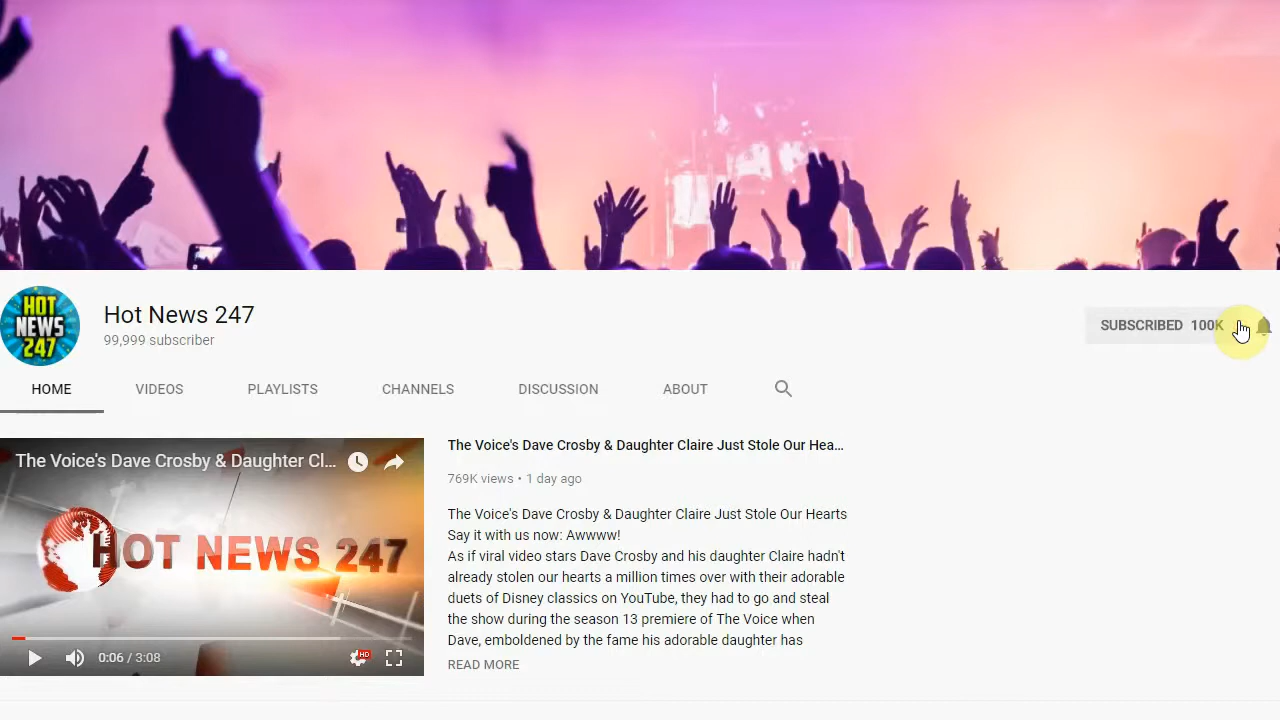 HOT
NEWS
247
Hot News 247
99,999 subscriber
SUBSCRIBED 100K
HOME VIDEOS PLAYLISTS CHANNELS DISCUSSION ABOUT
The Voice's Dave Crosby & Daughter Cl...
HOT NEWS 247
0:06 / 3:08
HD
The Voice's Dave Crosby & Daughter Claire Just Stole Our Hea...
769K views • 1 day ago
The Voice's Dave Crosby & Daughter Claire Just Stole Our Hearts
Say it with us now: Awwww!
As if viral video stars Dave Crosby and his daughter Claire hadn't
already stolen our hearts a million times over with their adorable
duets of Disney classics on YouTube, they had to go and steal
the show during the season 13 premiere of The Voice when
Dave, emboldened by the fame his adorable daughter has
READ MORE